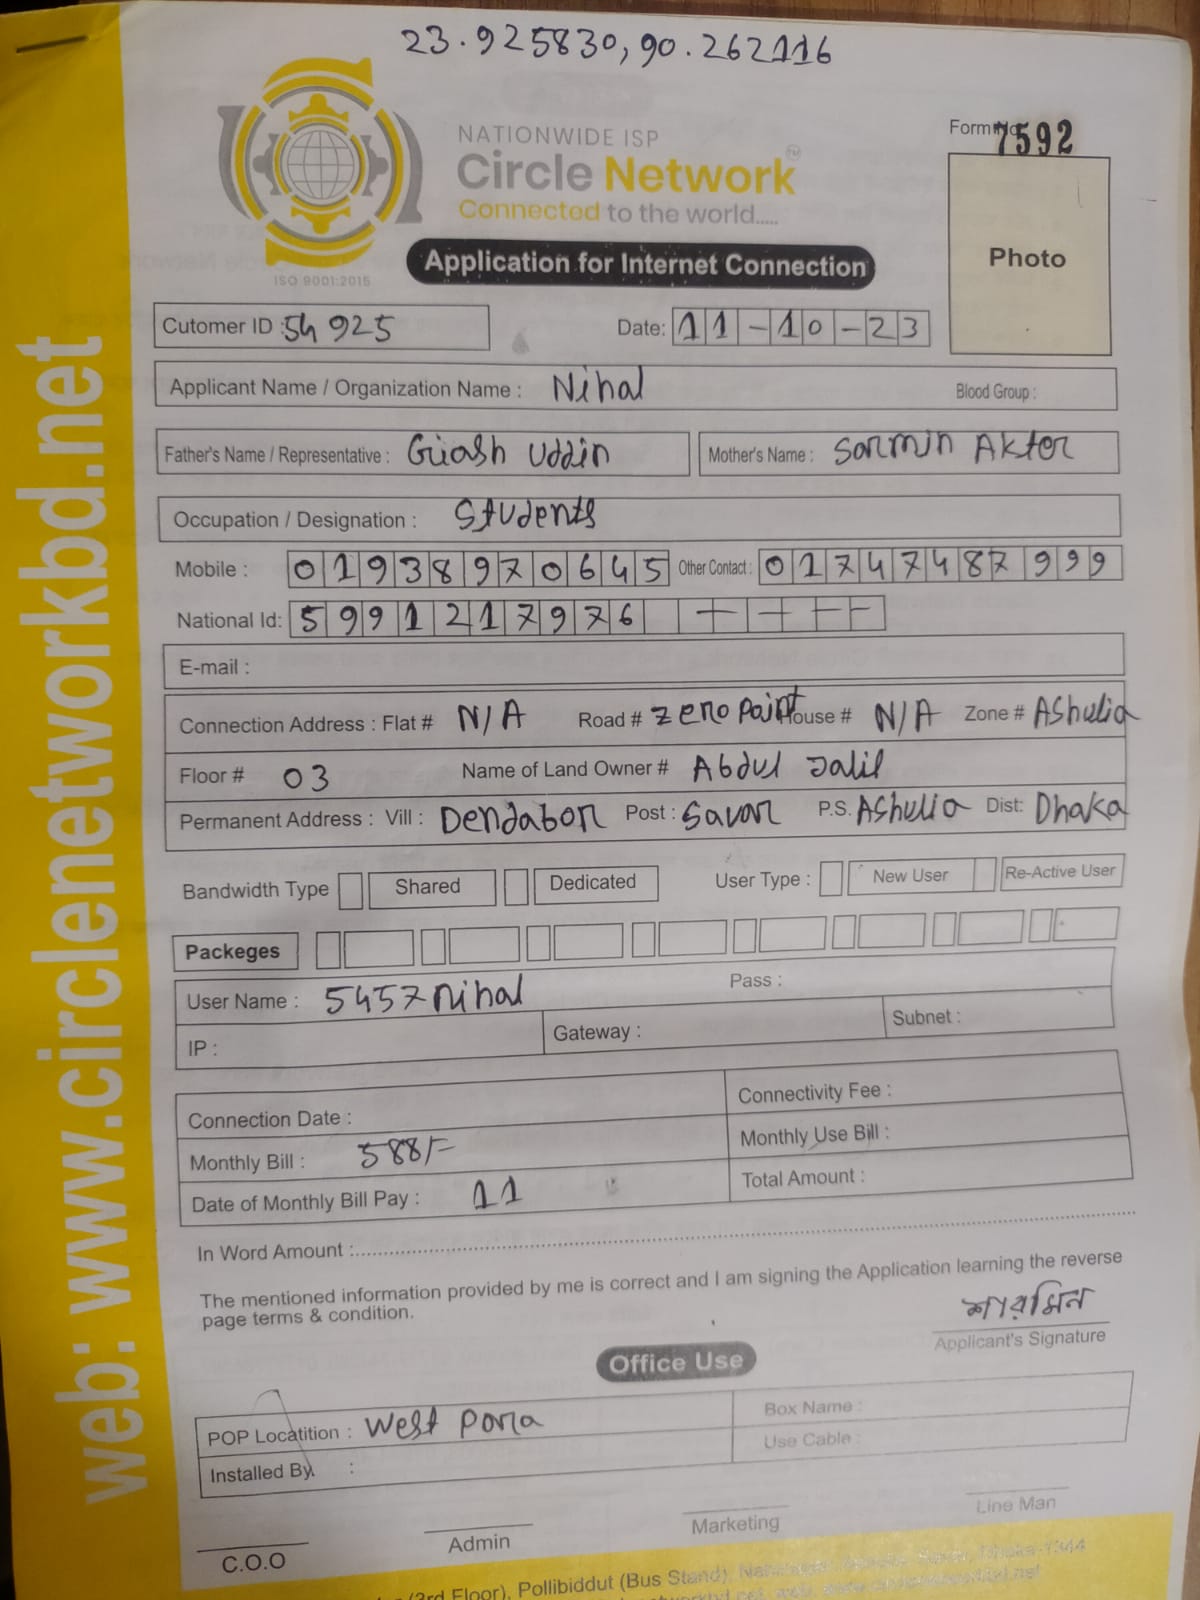 23.925830, 90.262116
NATIONWIDE ISP
Circle Network
Connected to the world.....
ISO 9001:2015
Form No 7592
Photo
Application for Internet Connection
Cutomer ID : 54925 Date: 11-10-23
Applicant Name / Organization Name : Nihal Blood Group :
Father's Name / Representative : Giash Uddin Mother's Name : Sarmin Aktor
Occupation / Designation : Students
Mobile : 01938970645 Other Contact : 01747487999
National Id: 5991217976
E-mail :
Connection Address : Flat # N/A Road # Zero Point House # N/A Zone # Ashulia
Floor # 03 Name of Land Owner # Abdul Jalil
Permanent Address : Vill : Dendabor Post : Savar P.S. Ashulia Dist: Dhaka
Bandwidth Type Shared Dedicated User Type : New User Re-Active User
Packeges
User Name : 5457nihal Pass :
IP : Gateway : Subnet :
Connection Date : Connectivity Fee :
Monthly Bill : 588/- Monthly Use Bill :
Date of Monthly Bill Pay : 11 Total Amount :
In Word Amount :
The mentioned information provided by me is correct and I am signing the Application learning the reverse
page terms & condition.
শারমিন
Applicant's Signature
Office Use
POP Locatition : West Para Box Name :
Installed By. : Use Cable :
C.O.O Admin Marketing Line Man
(3rd Floor), Pollibiddut (Bus Stand), Savar, Dhaka-1344
web: www.circlenetworkbd.net